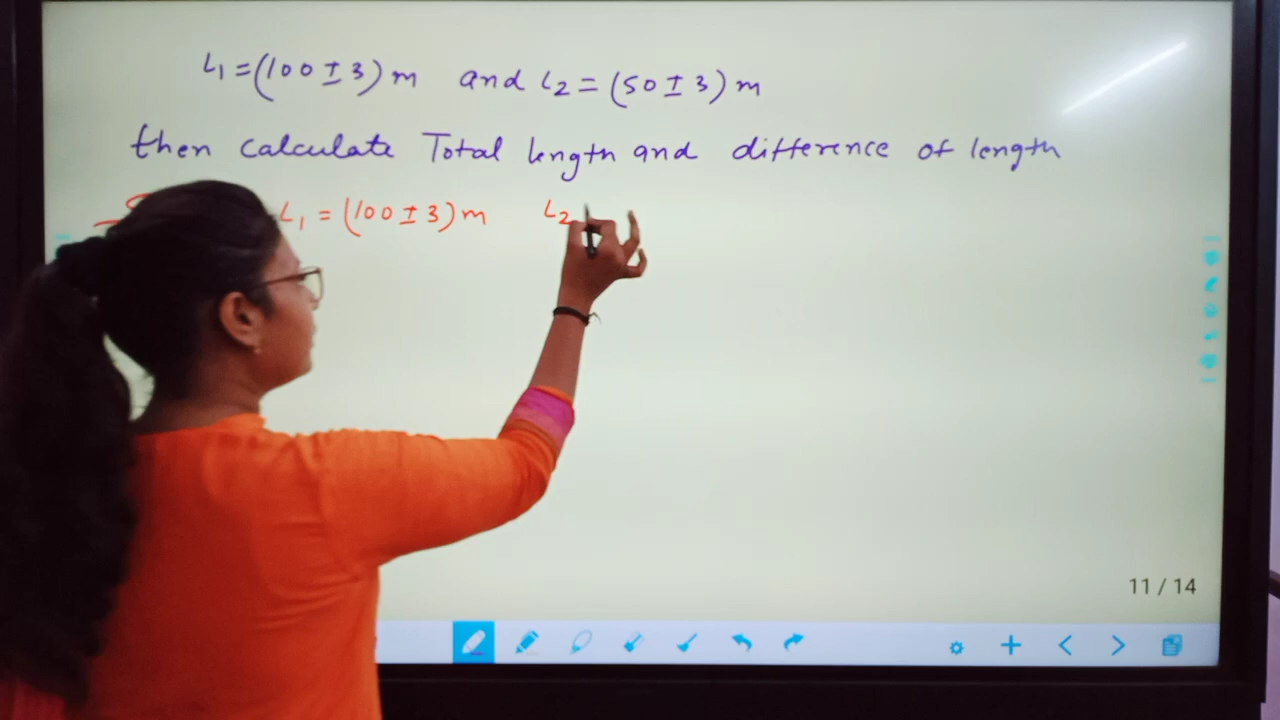 L₁ = (100 ± 3) m and L₂ = (50 ± 3) m
then calculate Total length and difference of length
L₁ = (100 ± 3) m L₂
11 / 14